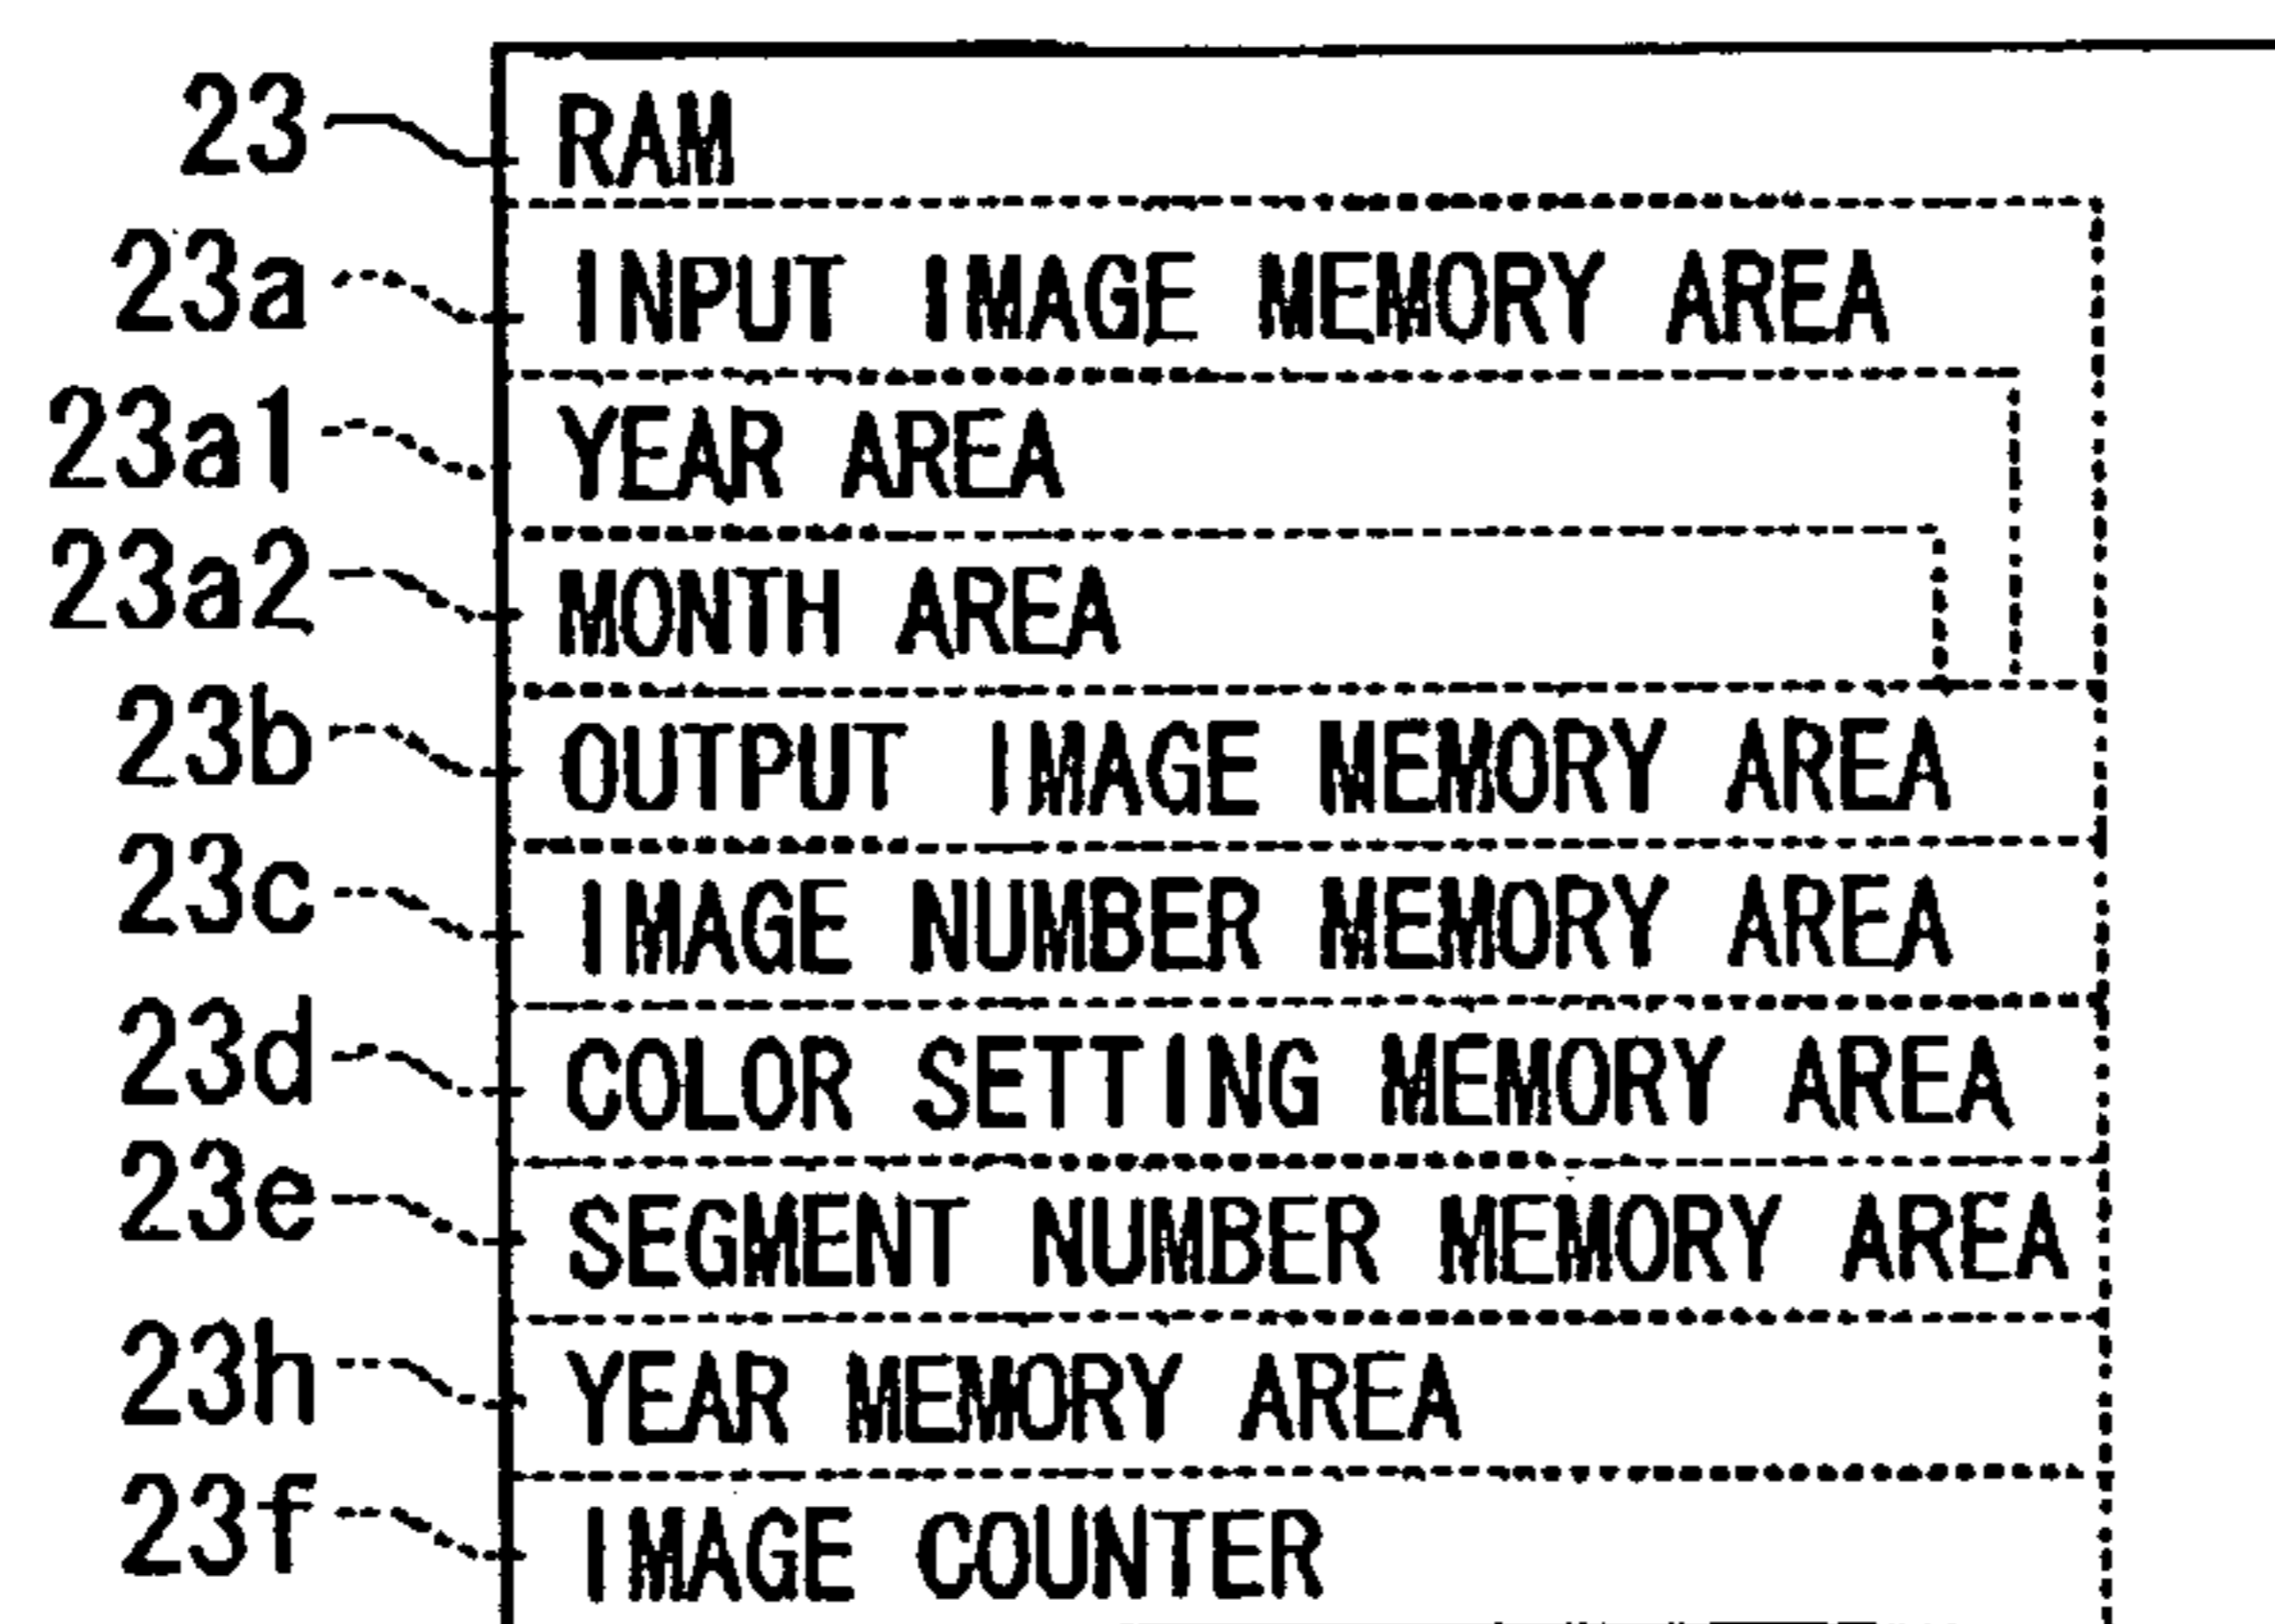 23 RAM
23a INPUT IMAGE MEMORY AREA
23a1 YEAR AREA
23a2 MONTH AREA
23b OUTPUT IMAGE MEMORY AREA
23c IMAGE NUMBER MEMORY AREA
23d COLOR SETTING MEMORY AREA
23e SEGMENT NUMBER MEMORY AREA
23h YEAR MEMORY AREA
23f IMAGE COUNTER